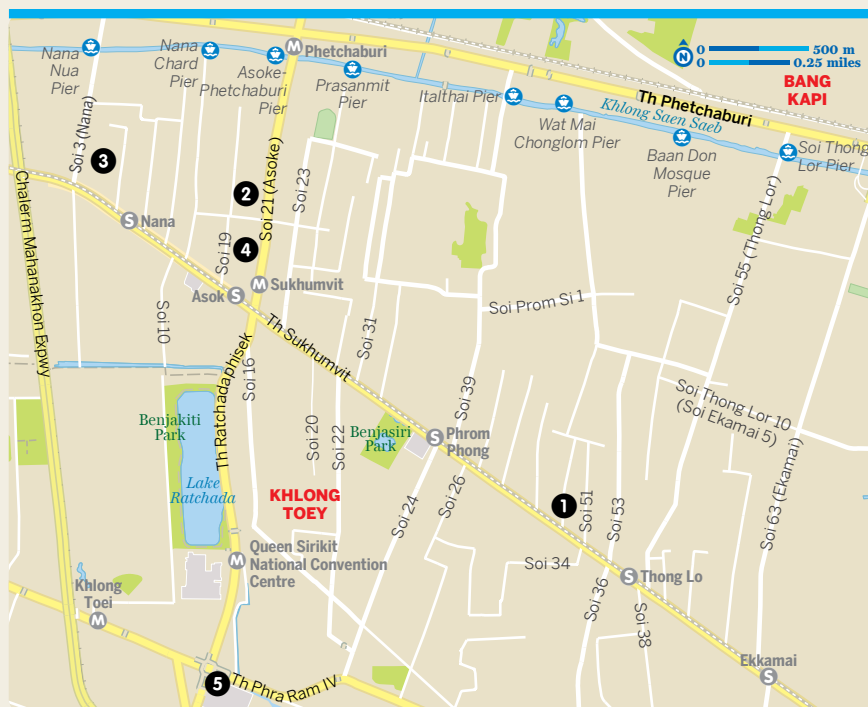 Nana
Nua
Pier
Nana
Chard
Pier
Asoke-
Phetchaburi
Pier
M
Phetchaburi
Prasanmit
Pier
Italthai Pier
Wat Mai
Chonglom Pier
Khlong Saen Saeb
Th Phetchaburi
Baan Don
Mosque
Pier
N
0 500 m
0 0.25 miles
BANG
KAPI
Soi Thong
Lor Pier
Soi 3 (Nana)
3
2
Soi 21 (Asoke)
Soi 23
Chalerm Mahanakhon Expwy
S
Nana
Soi 19
4
Asok
S
M
Sukhumvit
Soi 10
Th Ratchadaphisek
Soi 16
Th Sukhumvit
Soi 31
Soi Prom Si 1
Soi 55 (Thong Lor)
Soi 39
Soi Thong Lor 10
(Soi Ekamai 5)
Benjakiti
Park
Lake
Ratchada
Soi 20
Soi 22
Benjasiri
Park
S
Phrom
Phong
KHLONG
TOEY
Soi 24
Soi 26
1
Soi 51
Soi 53
Soi 63 (Ekamai)
M
Queen Sirikit
National Convention
Centre
Soi 34
Soi 36
S
Thong Lo
Soi 38
Khlong
Toei
M
5
Th Phra Ram IV
Ekkamai
S